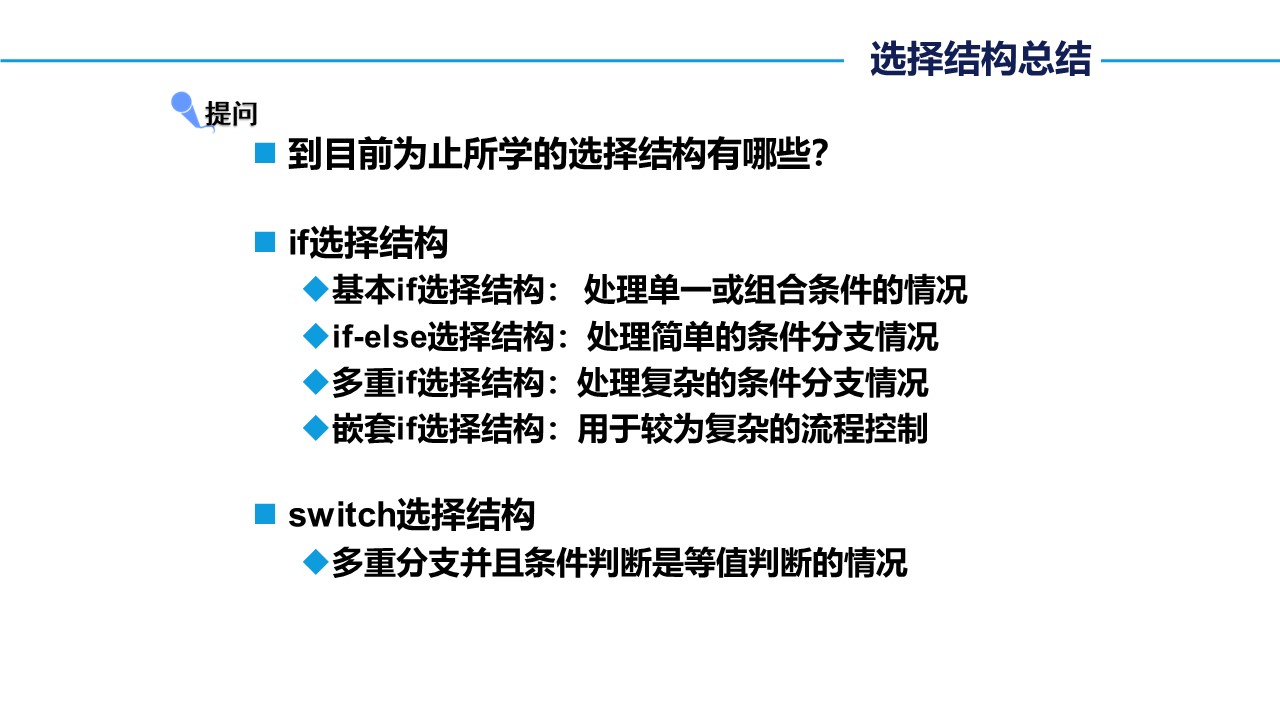 选择结构总结
提问
到目前为止所学的选择结构有哪些？
if选择结构
基本if选择结构： 处理单一或组合条件的情况
if-else选择结构：处理简单的条件分支情况
多重if选择结构：处理复杂的条件分支情况
嵌套if选择结构：用于较为复杂的流程控制
switch选择结构
多重分支并且条件判断是等值判断的情况